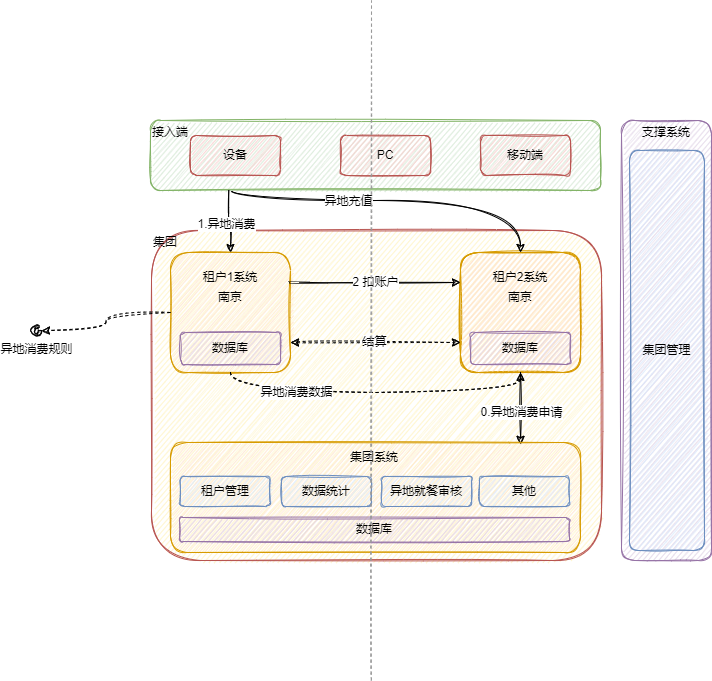 接入端
支撑系统
设备
PC
移动端
异地充值
1.异地消费
集团
租户1系统
南京
2 扣账户
租户2系统
南京
异地消费规则
数据库
结算
数据库
集团管理
异地消费数据
0.异地消费申请
集团系统
租户管理
数据统计
异地就餐审核
其他
数据库